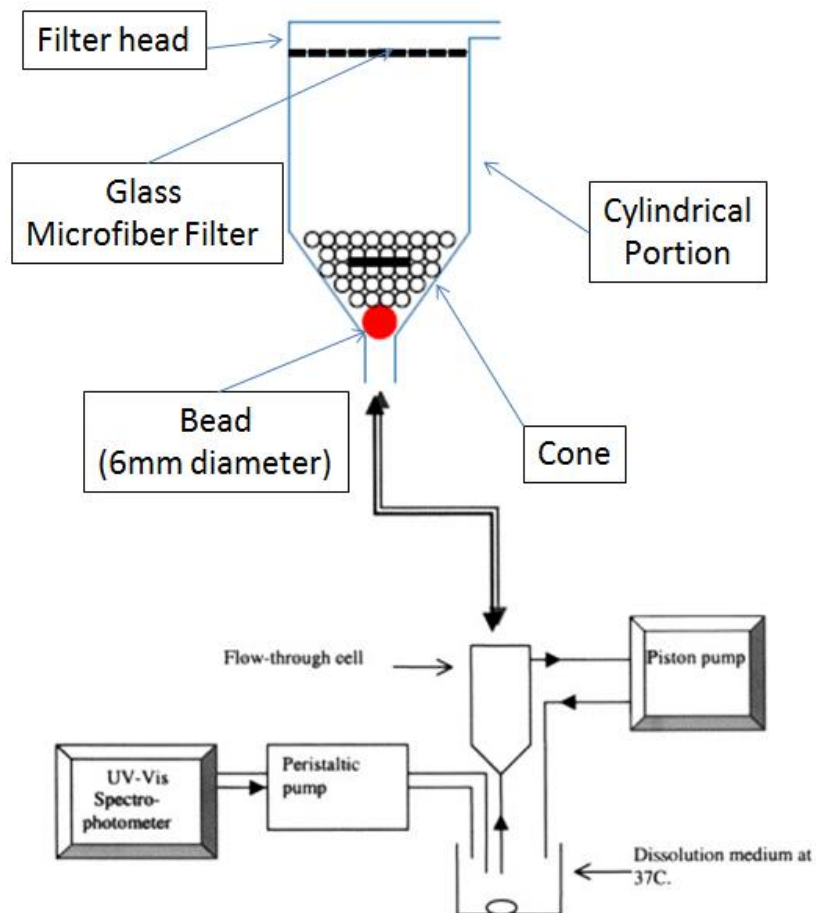 Filter head
Glass
Microfiber Filter
Cylindrical
Portion
Bead
(6mm diameter)
Cone
Flow-through cell
Piston pump
UV-Vis
Spectro-
photometer
Peristaltic
pump
Dissolution medium at
37C.